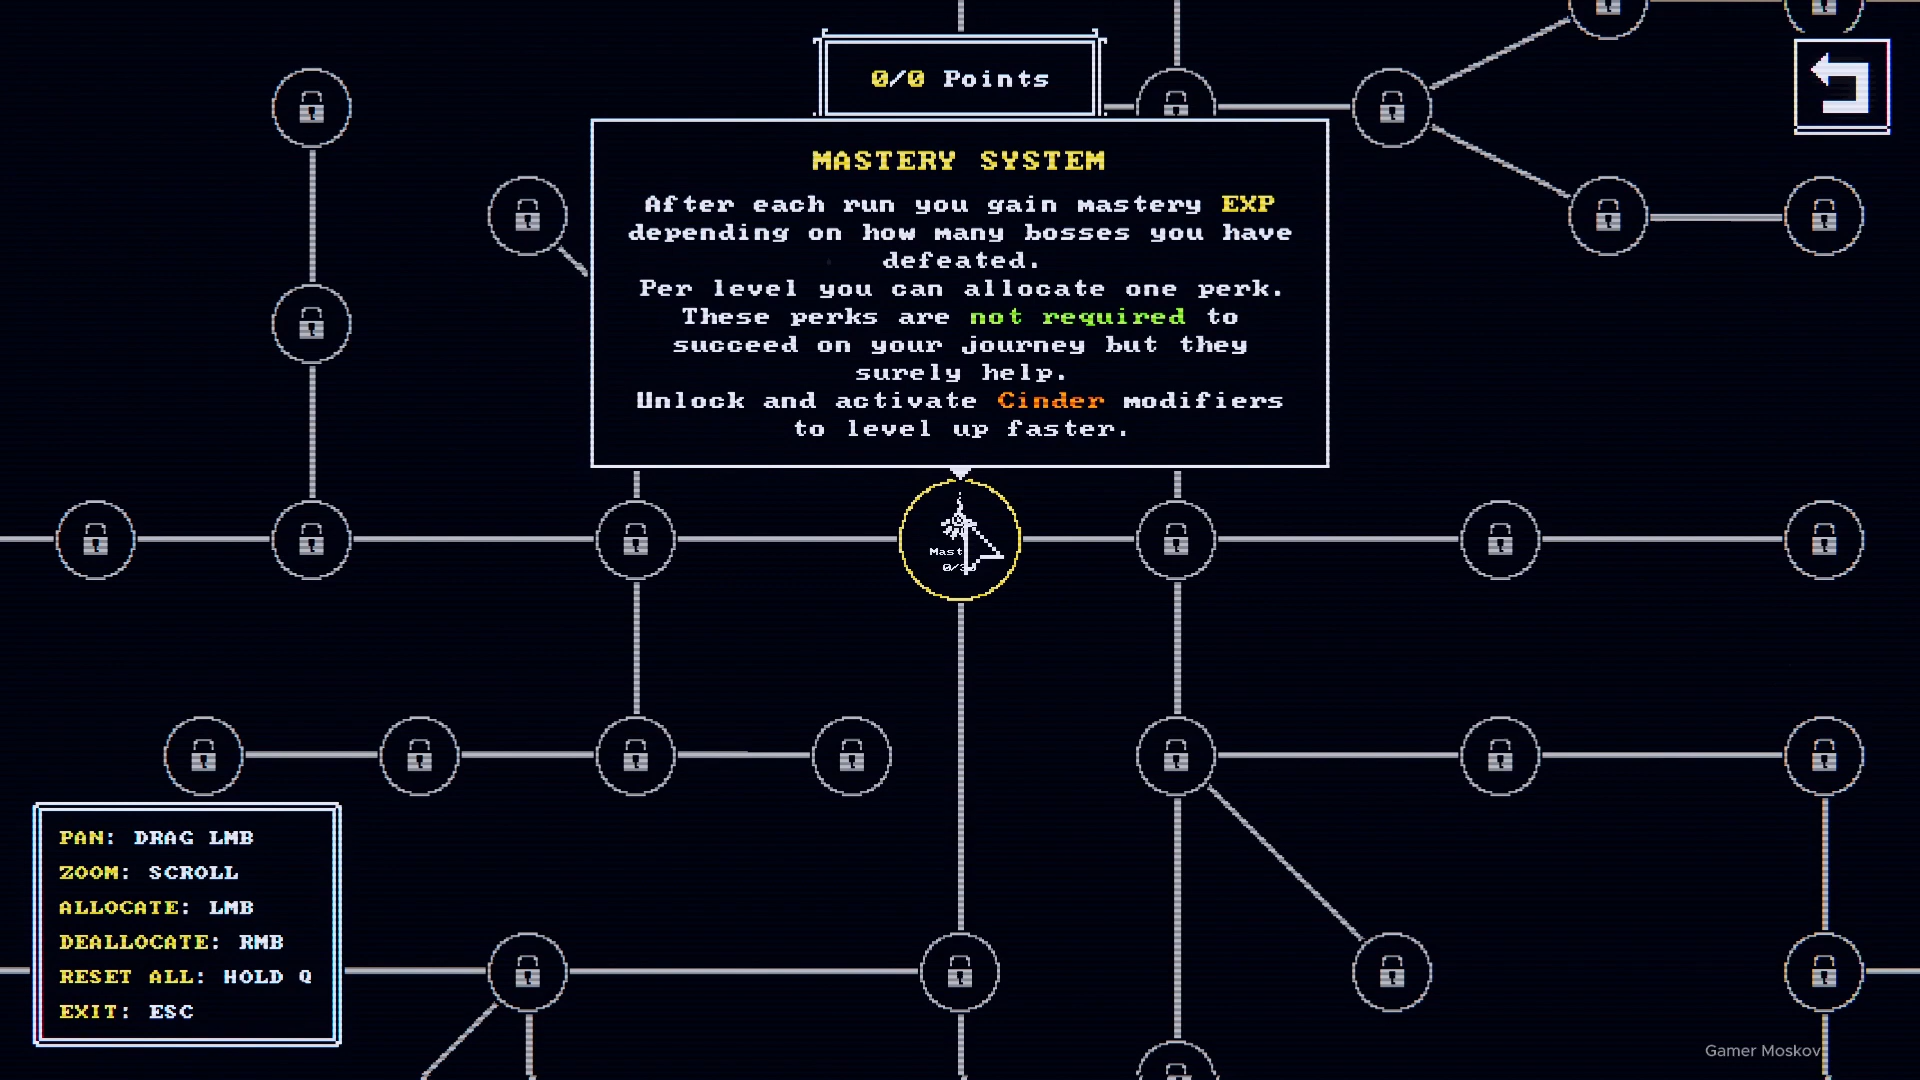 0/0 Points
MASTERY SYSTEM
After each run you gain mastery EXP
depending on how many bosses you have
defeated.
Per level you can allocate one perk.
These perks are not required to
succeed on your journey but they
surely help.
Unlock and activate Cinder modifiers
to level up faster.
Mast
PAN: DRAG LMB
ZOOM: SCROLL
ALLOCATE: LMB
DEALLOCATE: RMB
RESET ALL: HOLD Q
EXIT: ESC
Gamer Moskov